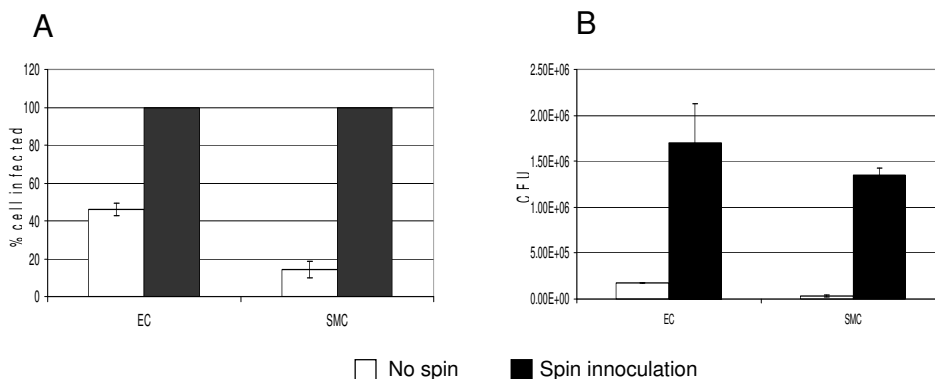 A
120
100
80
60
40
20
0
% cell infected
EC
SMC
B
2.50E+06
2.00E+06
1.50E+06
1.00E+06
5.00E+05
0.00E+00
CFU
EC
SMC
No spin
Spin innoculation